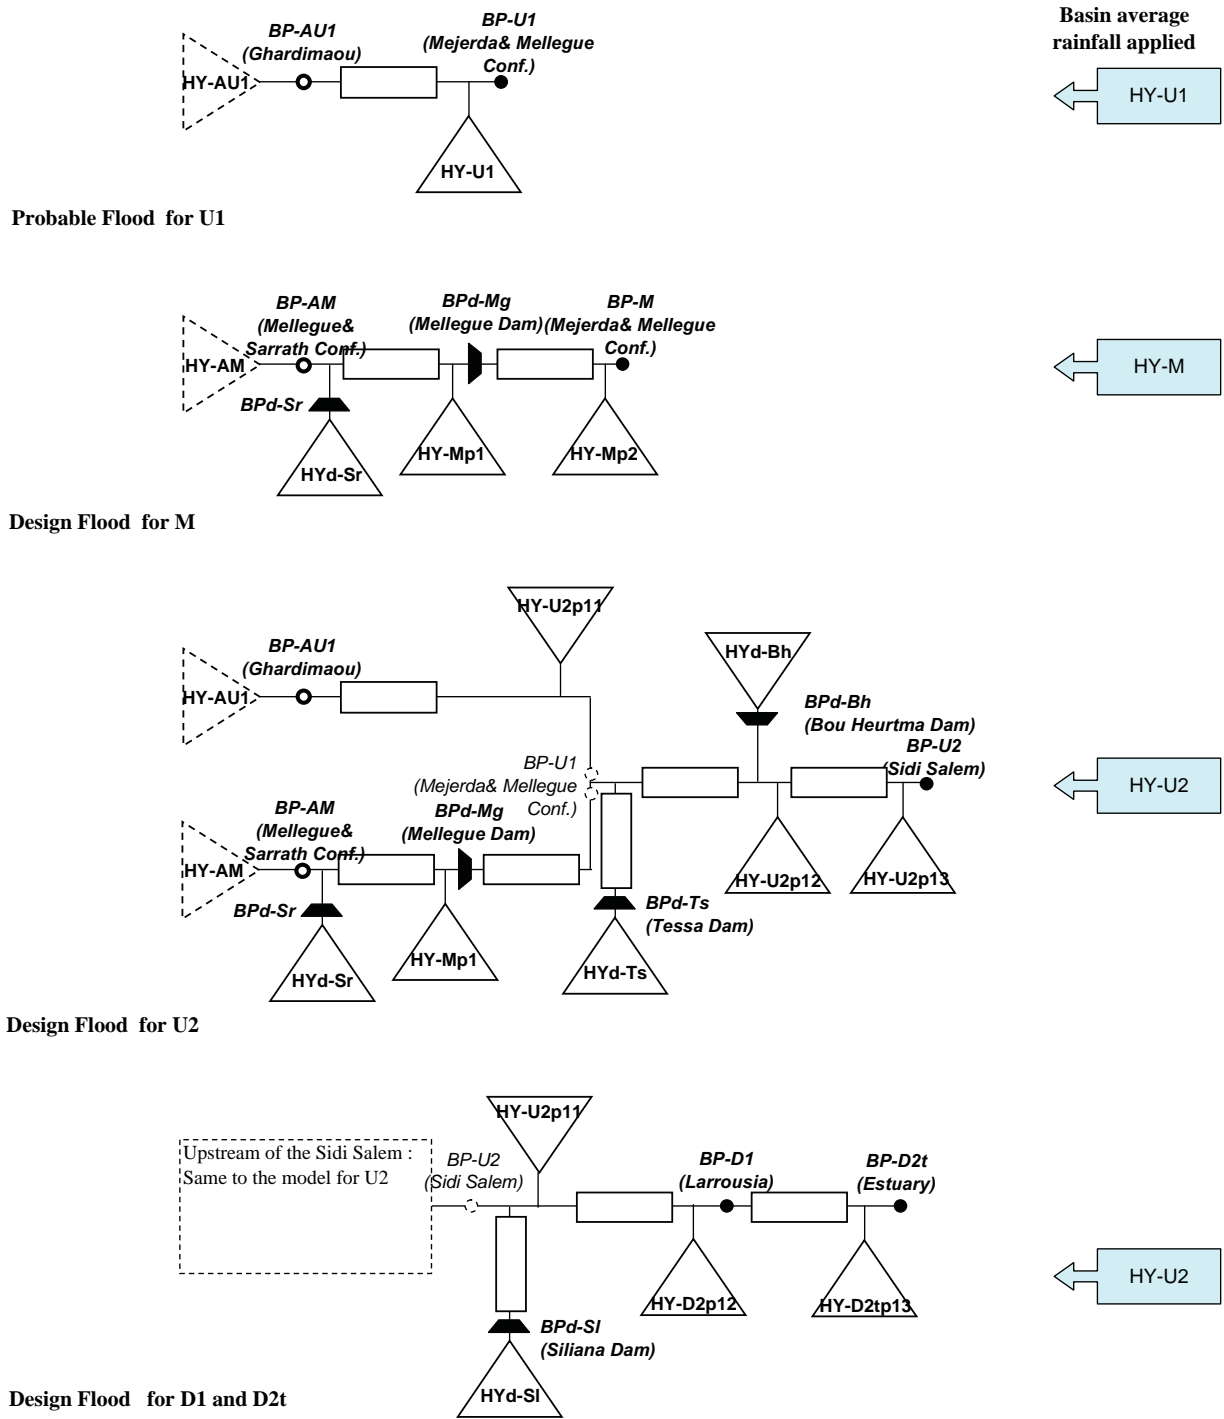 Basin average
rainfall applied
BP-AU1
(Ghardimaou)
BP-U1
(Mejerda& Mellegue
Conf.)
HY-AU1
HY-U1
HY-U1
Probable Flood for U1
BP-AM
(Mellegue&
Sarrath Conf.)
BPd-Mg
(Mellegue Dam)
BP-M
(Mejerda& Mellegue
Conf.)
HY-AM
HY-M
BPd-Sr
HYd-Sr
HY-Mp1
HY-Mp2
Design Flood for M
HY-U2p11
HYd-Bh
BP-AU1
(Ghardimaou)
HY-AU1
BPd-Bh
(Bou Heurtma Dam)
BP-U2
(Sidi Salem)
BP-U1
(Mejerda& Mellegue
Conf.)
HY-U2
BP-AM
(Mellegue&
Sarrath Conf.)
BPd-Mg
(Mellegue Dam)
HY-AM
HY-U2p12
HY-U2p13
BPd-Sr
BPd-Ts
(Tessa Dam)
HYd-Sr
HY-Mp1
HYd-Ts
Design Flood for U2
HY-U2p11
Upstream of the Sidi Salem :
Same to the model for U2
BP-U2
(Sidi Salem)
BP-D1
(Larrousia)
BP-D2t
(Estuary)
HY-U2
HY-D2p12
HY-D2tp13
BPd-Sl
(Siliana Dam)
HYd-Sl
Design Flood for D1 and D2t